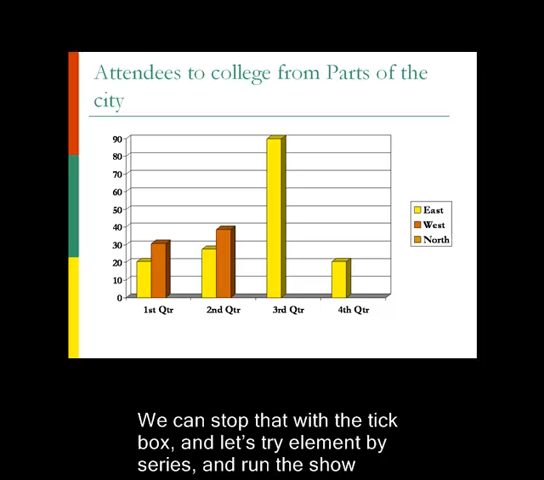 Attendees to college from Parts of the
city
90
80
70
60
50
40
30
20
10
0
1st Qtr 2nd Qtr 3rd Qtr 4th Qtr
East
West
North
We can stop that with the tick
box, and let's try element by
series, and run the show